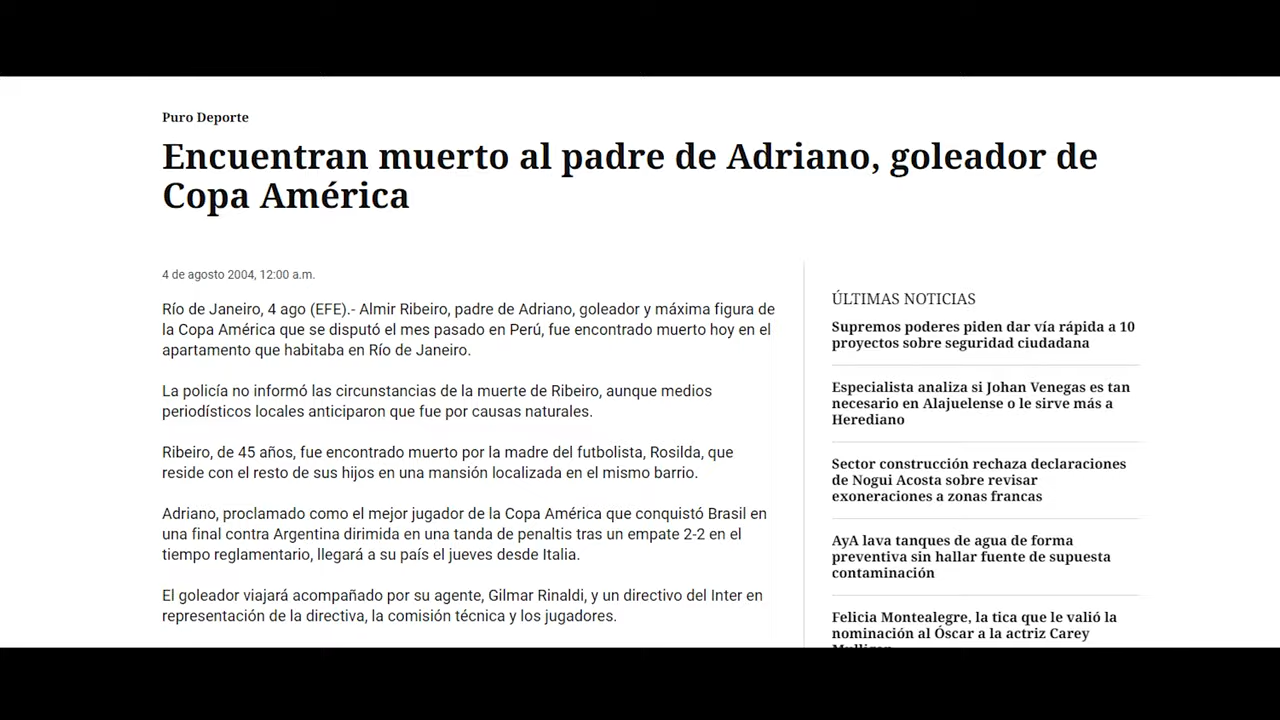 Puro Deporte
Encuentran muerto al padre de Adriano, goleador de
Copa América
4 de agosto 2004, 12:00 a.m.
Río de Janeiro, 4 ago (EFE).- Almir Ribeiro, padre de Adriano, goleador y máxima figura de
la Copa América que se disputó el mes pasado en Perú, fue encontrado muerto hoy en el
apartamento que habitaba en Río de Janeiro.
La policía no informó las circunstancias de la muerte de Ribeiro, aunque medios
periodísticos locales anticiparon que fue por causas naturales.
Ribeiro, de 45 años, fue encontrado muerto por la madre del futbolista, Rosilda, que
reside con el resto de sus hijos en una mansión localizada en el mismo barrio.
Adriano, proclamado como el mejor jugador de la Copa América que conquistó Brasil en
una final contra Argentina dirimida en una tanda de penaltis tras un empate 2-2 en el
tiempo reglamentario, llegará a su país el jueves desde Italia.
El goleador viajará acompañado por su agente, Gilmar Rinaldi, y un directivo del Inter en
representación de la directiva, la comisión técnica y los jugadores.
ÚLTIMAS NOTICIAS
Supremos poderes piden dar vía rápida a 10
proyectos sobre seguridad ciudadana
Especialista analiza si Johan Venegas es tan
necesario en Alajuelense o le sirve más a
Herediano
Sector construcción rechaza declaraciones
de Nogui Acosta sobre revisar
exoneraciones a zonas francas
AyA lava tanques de agua de forma
preventiva sin hallar fuente de supuesta
contaminación
Felicia Montealegre, la tica que le valió la
nominación al Óscar a la actriz Carey